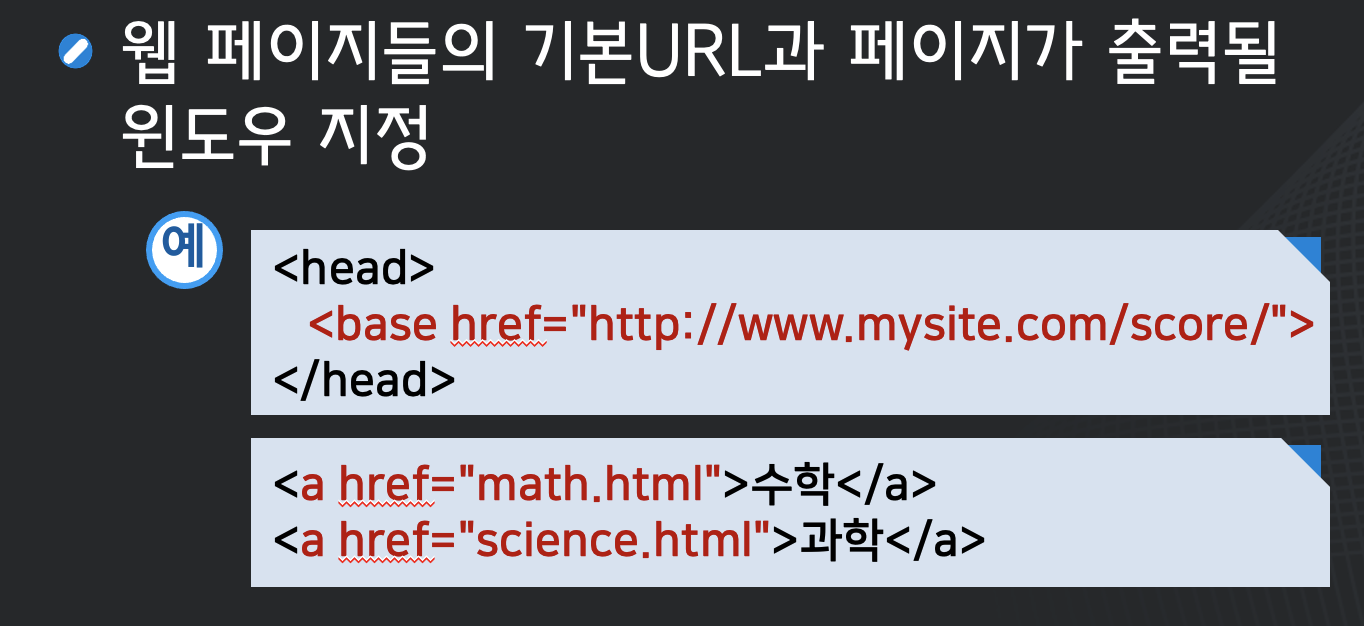 웹 페이지들의 기본URL과 페이지가 출력될
윈도우 지정
예
<head>
<base href="http://www.mysite.com/score/">
</head>
<a href="math.html">수학</a>
<a href="science.html">과학</a>